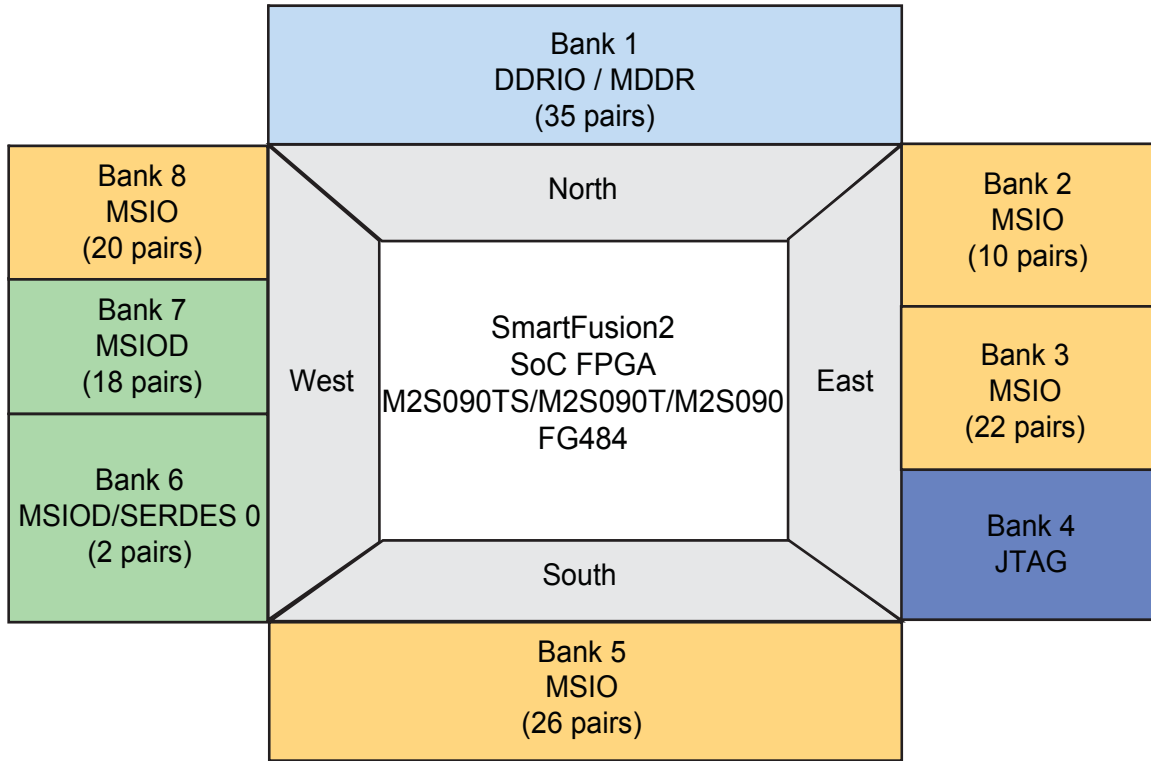 Bank 1
DDRIO / MDDR
(35 pairs)
Bank 8
MSIO
(20 pairs)
North
Bank 2
MSIO
(10 pairs)
Bank 7
MSIOD
(18 pairs)
West
SmartFusion2
SoC FPGA
M2S090TS/M2S090T/M2S090
FG484
East
Bank 3
MSIO
(22 pairs)
Bank 6
MSIOD/SERDES 0
(2 pairs)
South
Bank 4
JTAG
Bank 5
MSIO
(26 pairs)